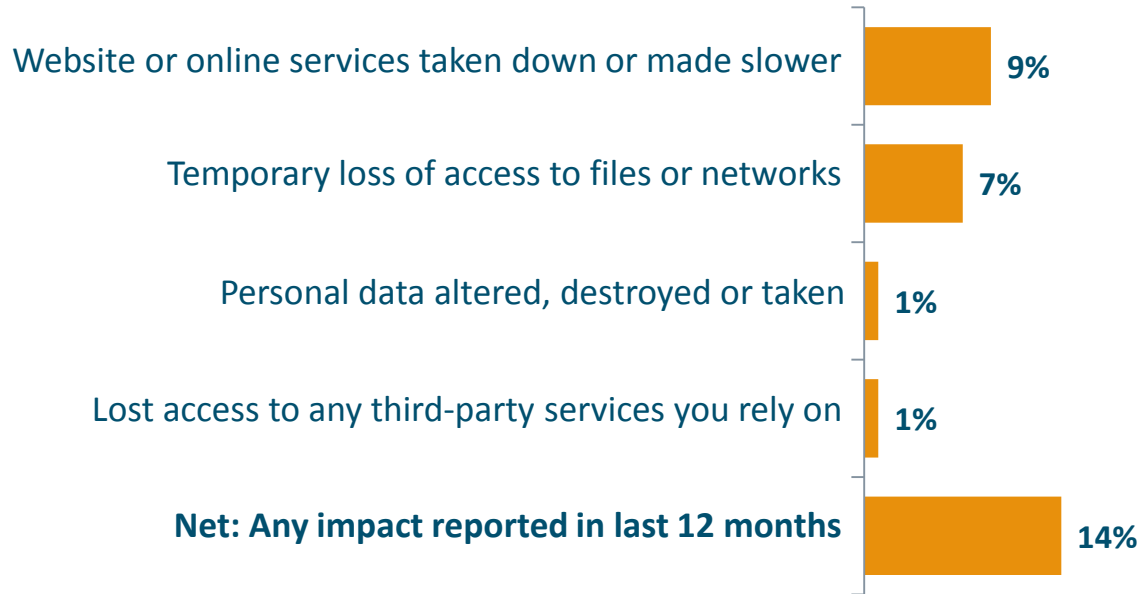 Website or online services taken down or made slower 9%
Temporary loss of access to files or networks 7%
Personal data altered, destroyed or taken 1%
Lost access to any third-party services you rely on 1%
Net: Any impact reported in last 12 months 14%